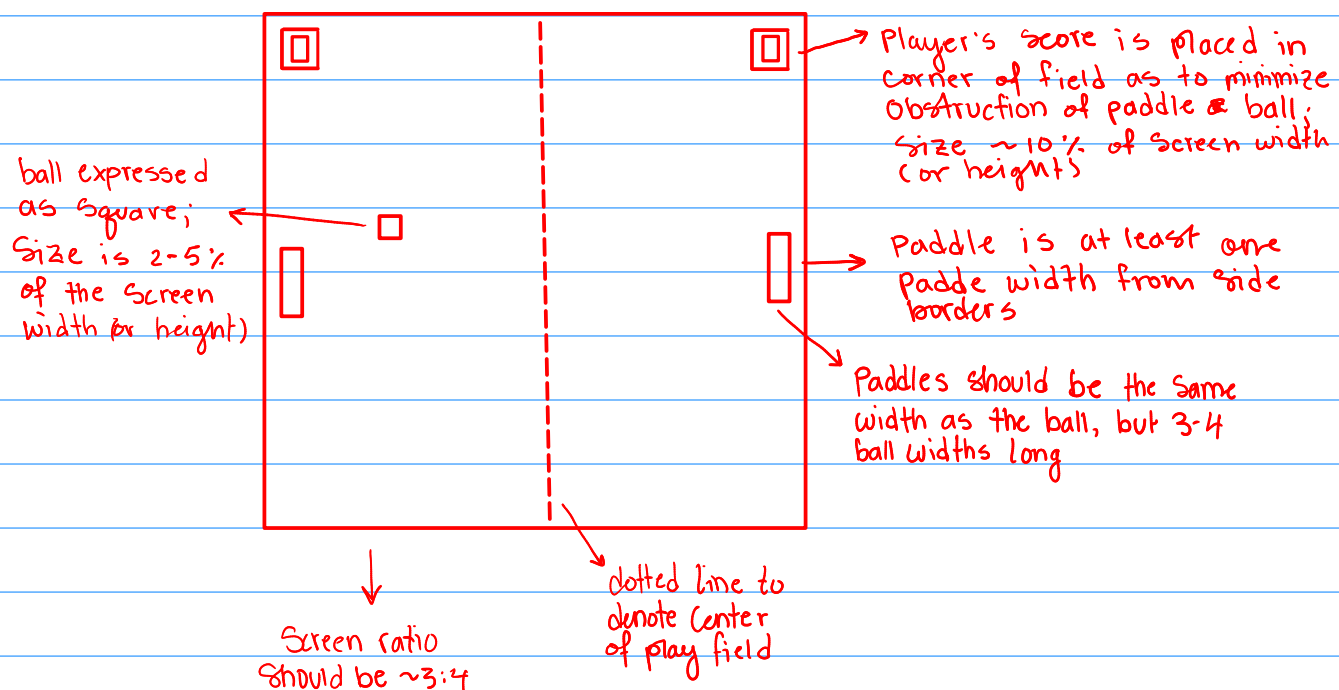 Player's score is placed in
corner of field as to minimize
obstruction of paddle & ball;
size ~10% of screen width
(or height)
ball expressed
as square;
Size is 2-5%
of the screen
width (or height)
Paddle is at least one
Padde width from side
borders
Paddles should be the same
width as the ball, but 3-4
ball widths long
dotted line to
denote center
of play field
Screen ratio
should be ~3:4